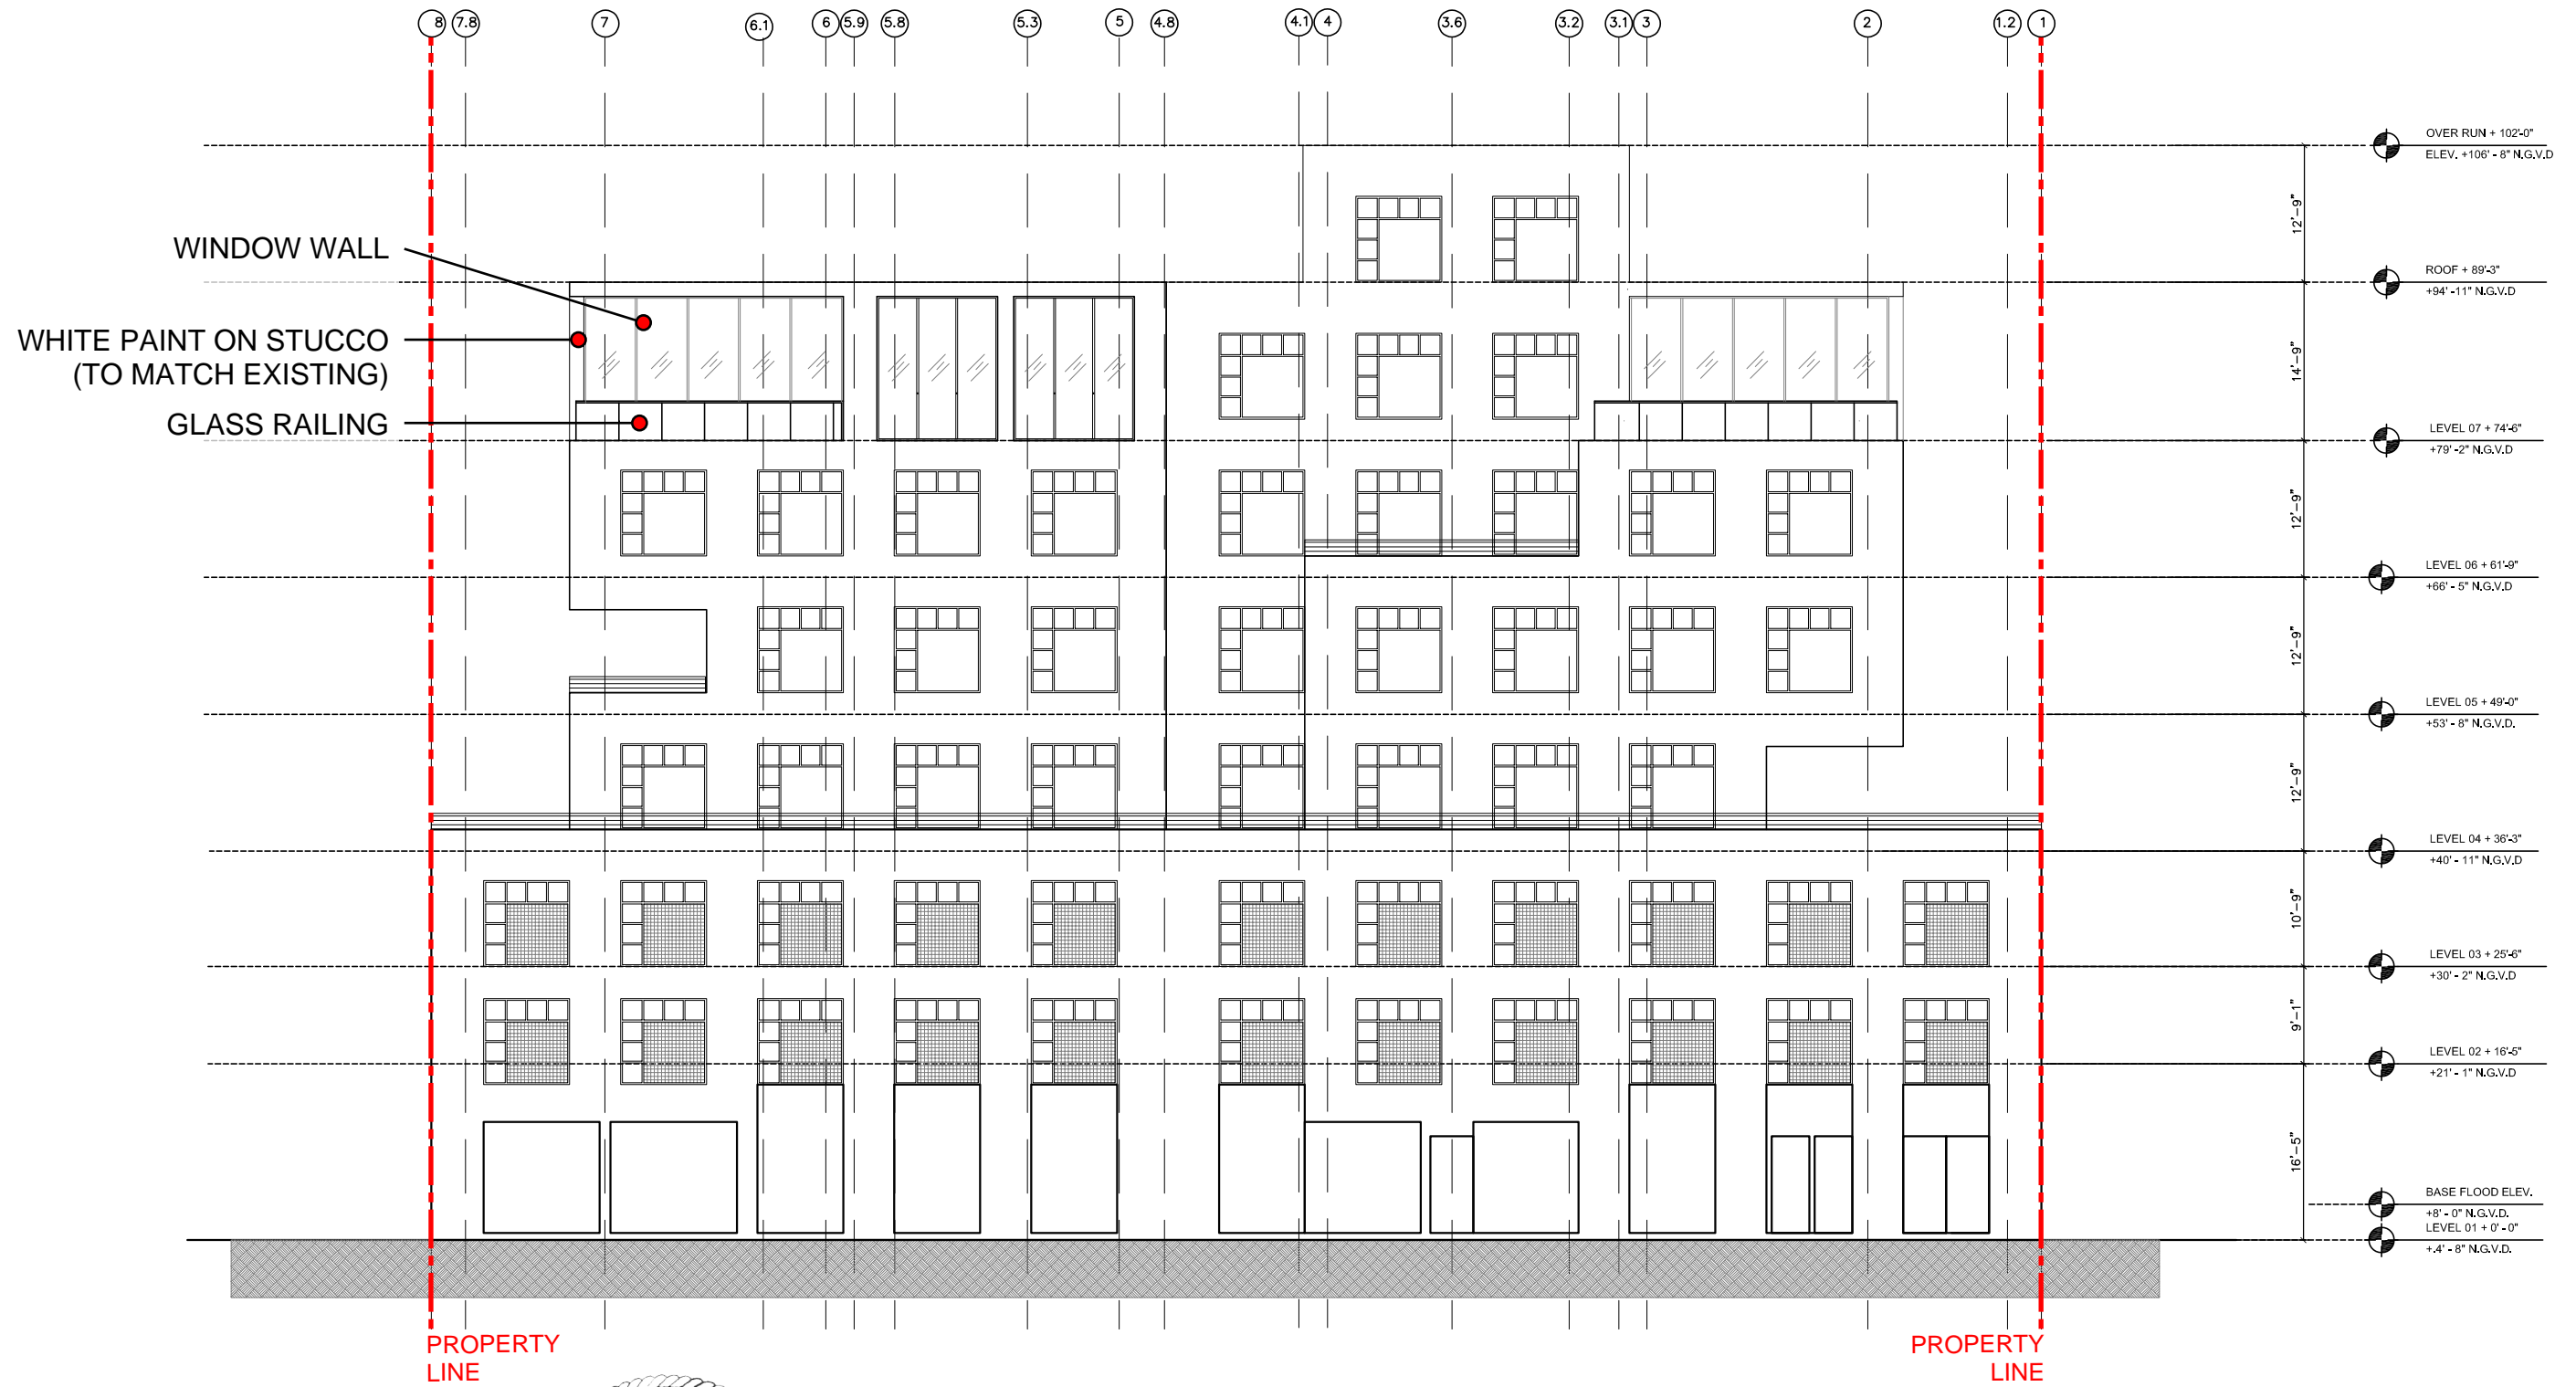 8 7.8 7 6.1 6 5.9 5.8 5.3 5 4.8 4.1 4 3.6 3.2 3.1 3 2 1.2 1
OVER RUN + 102'-0"
ELEV. +106' - 8" N.G.V.D
12'-9"
WINDOW WALL
ROOF + 89'-3"
+94' -11" N.G.V.D
WHITE PAINT ON STUCCO
(TO MATCH EXISTING)
14'-9"
GLASS RAILING
LEVEL 07 + 74'-6"
+79' -2" N.G.V.D
12'-9"
LEVEL 06 + 61'-9"
+66' - 5" N.G.V.D
12'-9"
LEVEL 05 + 49'-0"
+53' - 8" N.G.V.D.
12'-9"
LEVEL 04 + 36'-3"
+40' - 11" N.G.V.D
10'-9"
LEVEL 03 + 25'-6"
+30' - 2" N.G.V.D
9'-1"
LEVEL 02 + 16'-5"
+21' - 1" N.G.V.D
16'-5"
BASE FLOOD ELEV.
+8' - 0" N.G.V.D.
LEVEL 01 + 0' - 0"
+.4' - 8" N.G.V.D.
PROPERTY
LINE
PROPERTY
LINE